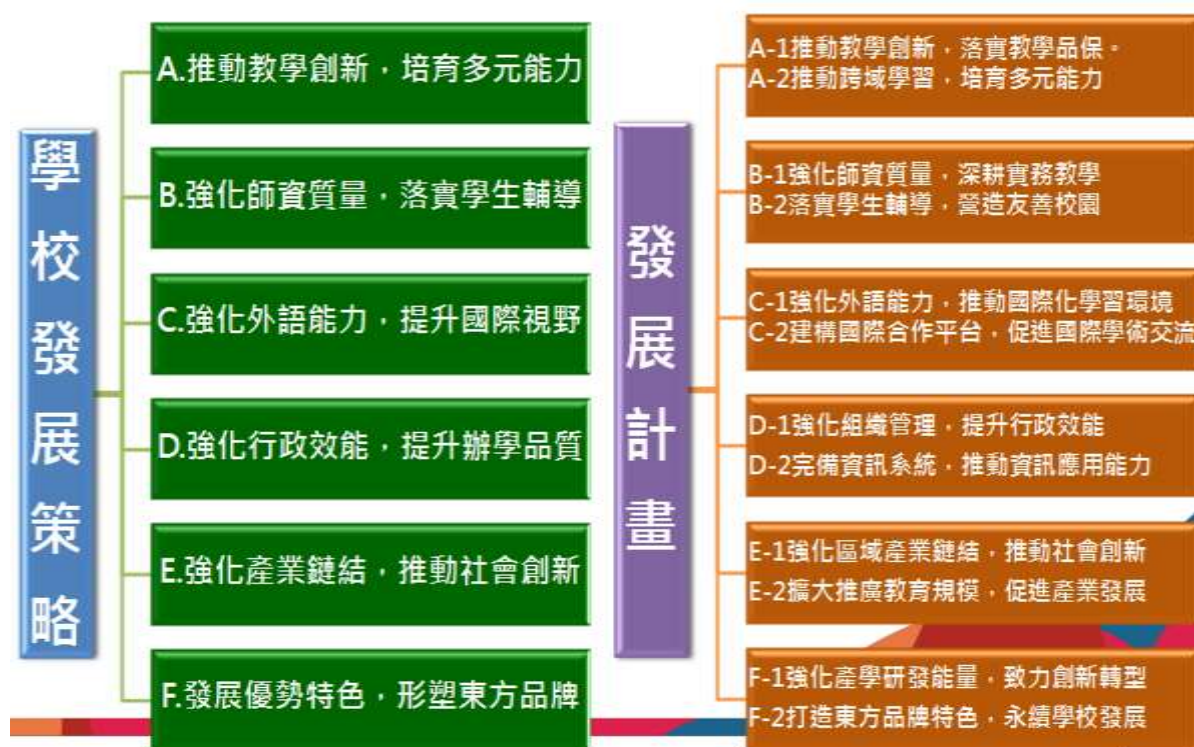 學校發展策略
A.推動教學創新，培育多元能力
B.強化師資質量，落實學生輔導
C.強化外語能力，提升國際視野
D.強化行政效能，提升辦學品質
E.強化產業鏈結，推動社會創新
F.發展優勢特色，形塑東方品牌
發展計畫
A-1推動教學創新，落實教學品保。
A-2推動跨域學習，培育多元能力
B-1強化師資質量，深耕實務教學
B-2落實學生輔導，營造友善校園
C-1強化外語能力，推動國際化學習環境
C-2建構國際合作平台，促進國際學術交流
D-1強化組織管理，提升行政效能
D-2完備資訊系統，推動資訊應用能力
E-1強化區域產業鏈結，推動社會創新
E-2擴大推廣教育規模，促進產業發展
F-1強化產學研發能量，致力創新轉型
F-2打造東方品牌特色，永續學校發展